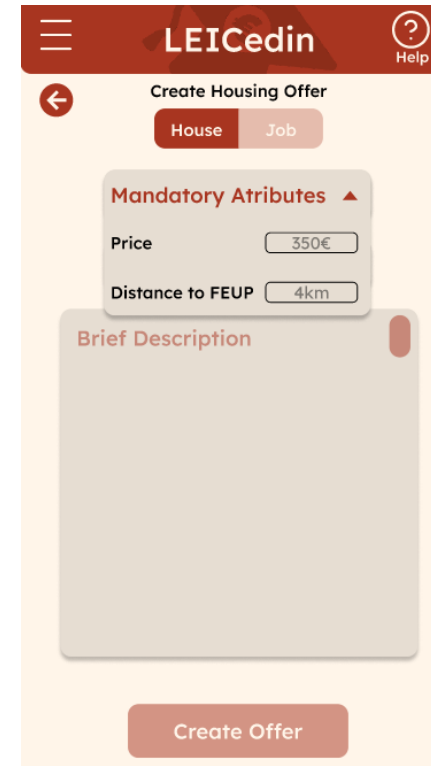 LEICedin
?
Help
Create Housing Offer
House Job
Mandatory Atributes
Price 350€
Distance to FEUP 4km
Brief Description
Create Offer